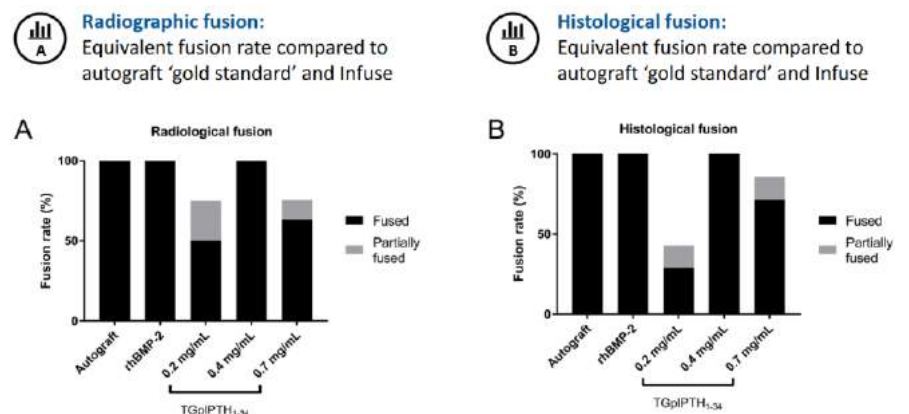 A
Radiographic fusion:
Equivalent fusion rate compared to
autograft ‘gold standard’ and Infuse
B
Histological fusion:
Equivalent fusion rate compared to
autograft ‘gold standard’ and Infuse
A
Radiological fusion
Fusion rate (%)
100
50
0
Fused
Partially
fused
Autograft
rhBMP-2
0.2 mg/mL
0.4 mg/mL
0.7 mg/mL
TGplPTH₁₋₃₄
B
Histological fusion
Fusion rate (%)
100
50
0
Fused
Partially
fused
Autograft
rhBMP-2
0.2 mg/mL
0.4 mg/mL
0.7 mg/mL
TGplPTH₁₋₃₄